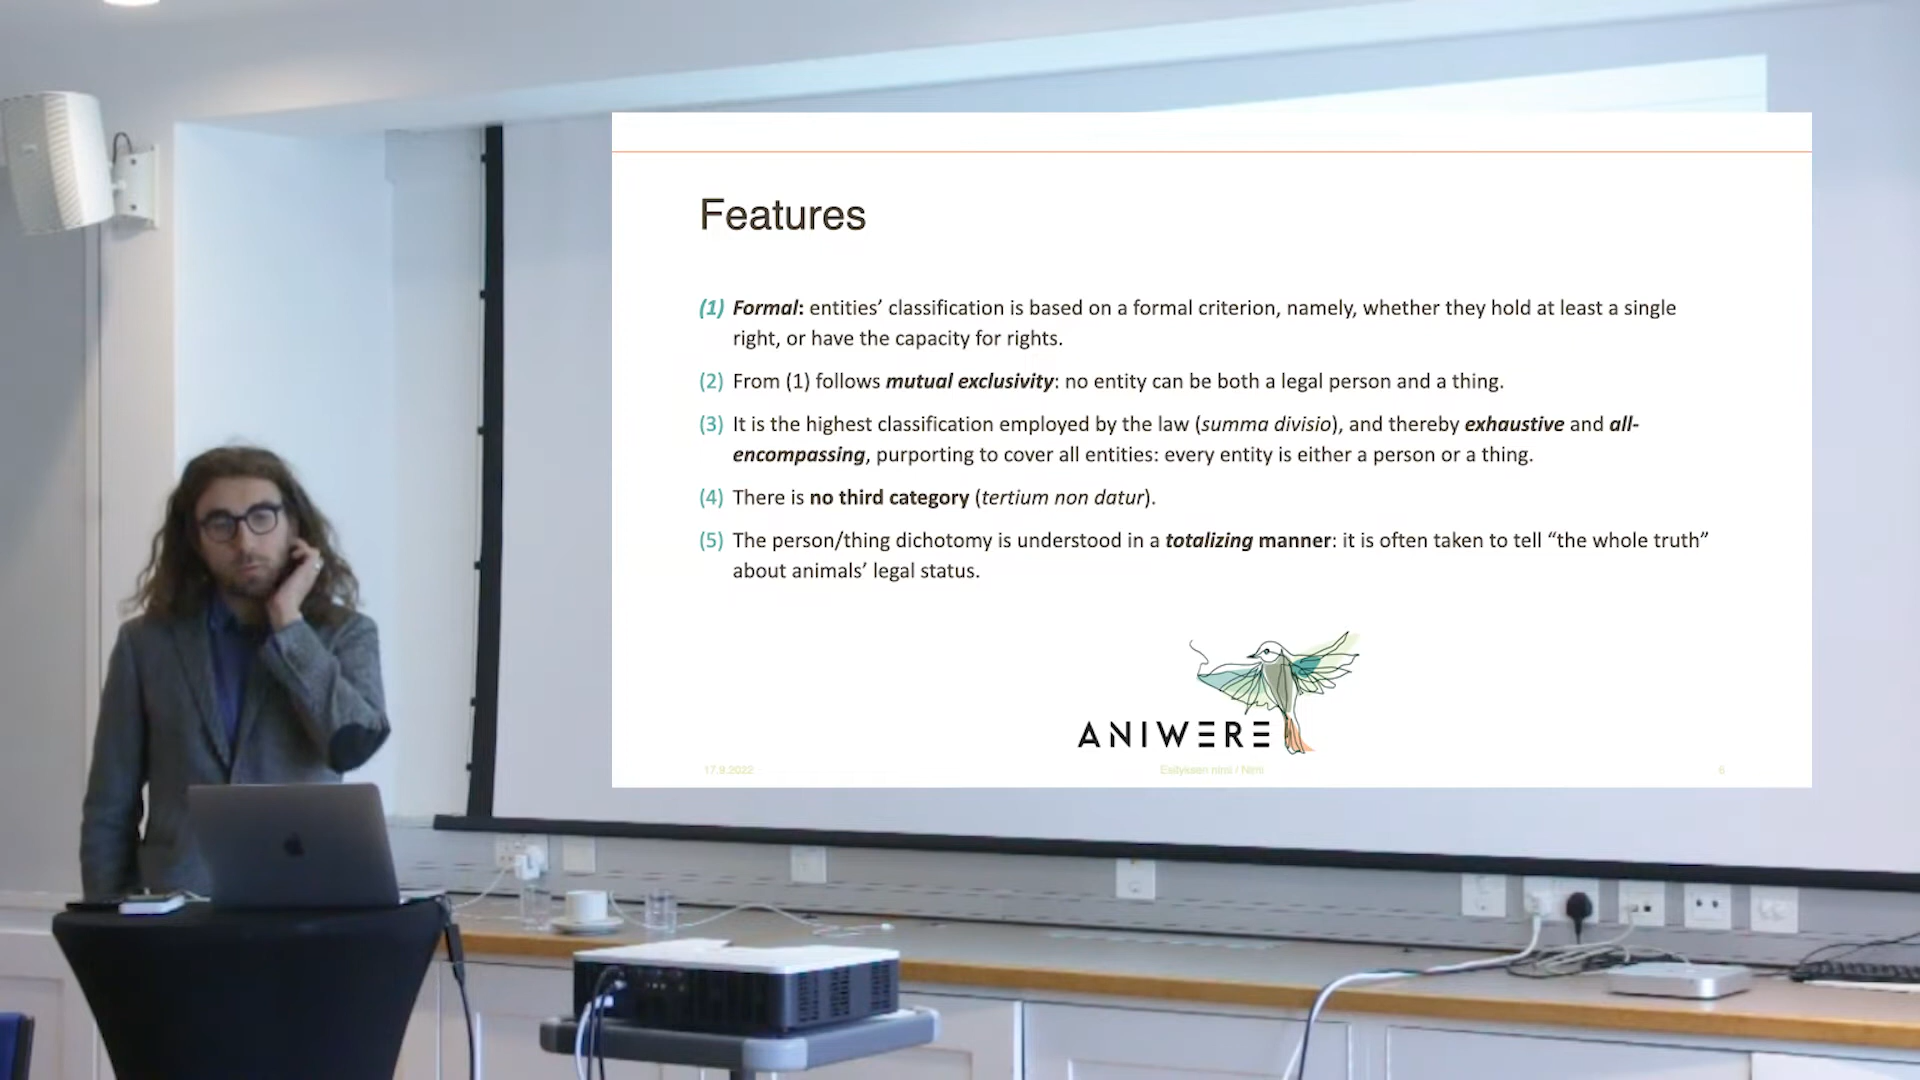 Features
(1) Formal: entities’ classification is based on a formal criterion, namely, whether they hold at least a single
right, or have the capacity for rights.
(2) From (1) follows mutual exclusivity: no entity can be both a legal person and a thing.
(3) It is the highest classification employed by the law (summa divisio), and thereby exhaustive and all-
encompassing, purporting to cover all entities: every entity is either a person or a thing.
(4) There is no third category (tertium non datur).
(5) The person/thing dichotomy is understood in a totalizing manner: it is often taken to tell “the whole truth”
about animals’ legal status.
ANIWERE
17.9.2022
Esityksen nimi / Nimi
6